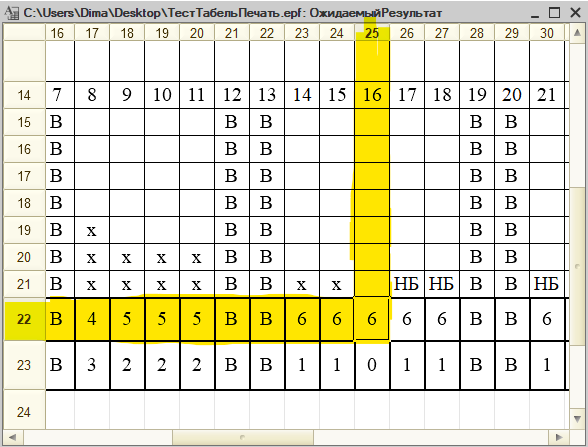 C:\Users\Dima\Desktop\ТестТабельПечать.epf: ОжидаемыйРезультат
16 17 18 19 20 21 22 23 24 25 26 27 28 29 30
14 7 8 9 10 11 12 13 14 15 16 17 18 19 20 21
15 В В В В В
16 В В В В В
17 В В В В В
18 В В В В В
19 В х В В В В
20 В х х х х В В В В
21 В х х х х В В х х НБ НБ В В НБ
22 В 4 5 5 5 В В 6 6 6 6 6 В В 6
23 В 3 2 2 2 В В 1 1 0 1 1 В В 1
24